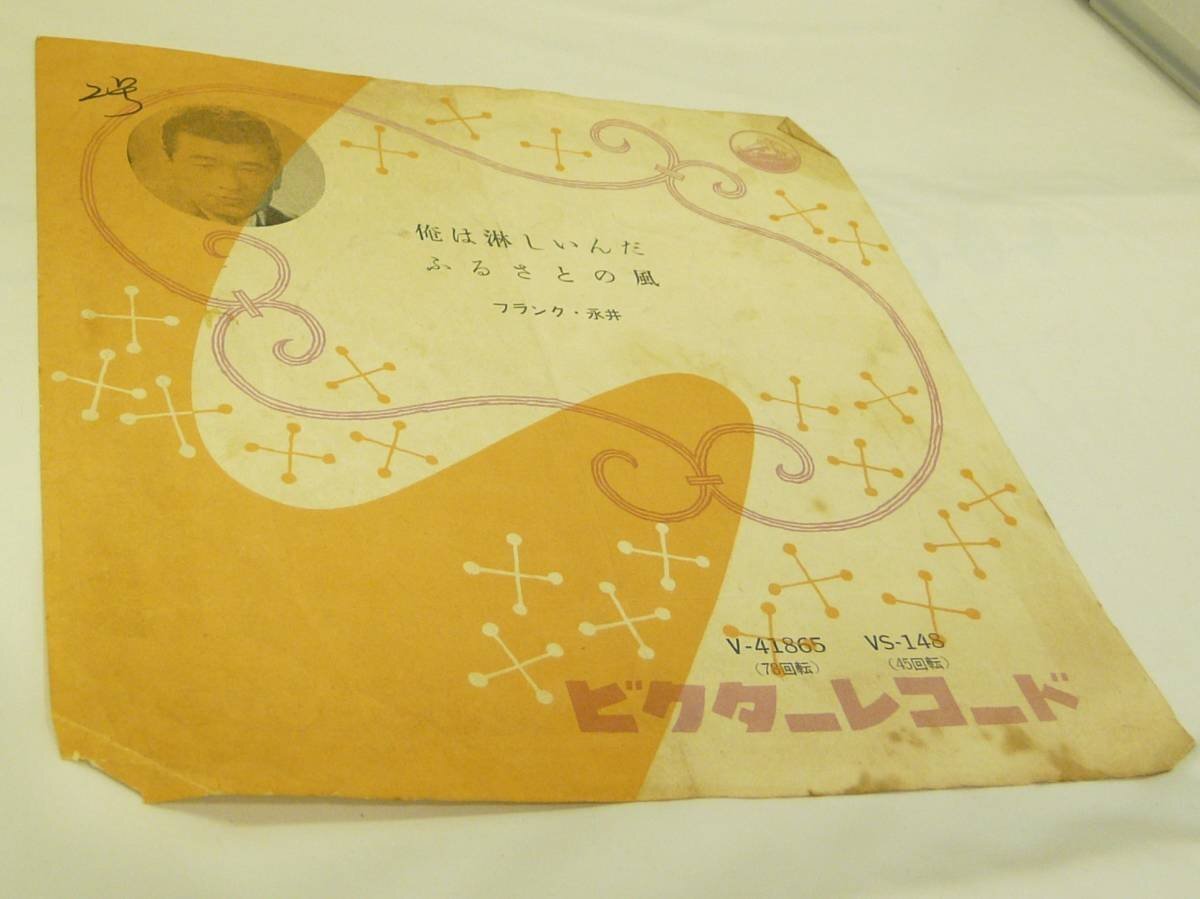 2号
俺は淋しいんだ
ふるさとの風
フランク・永井
V-41865 VS-148
(78回転) (45回転)
ビクターレコード